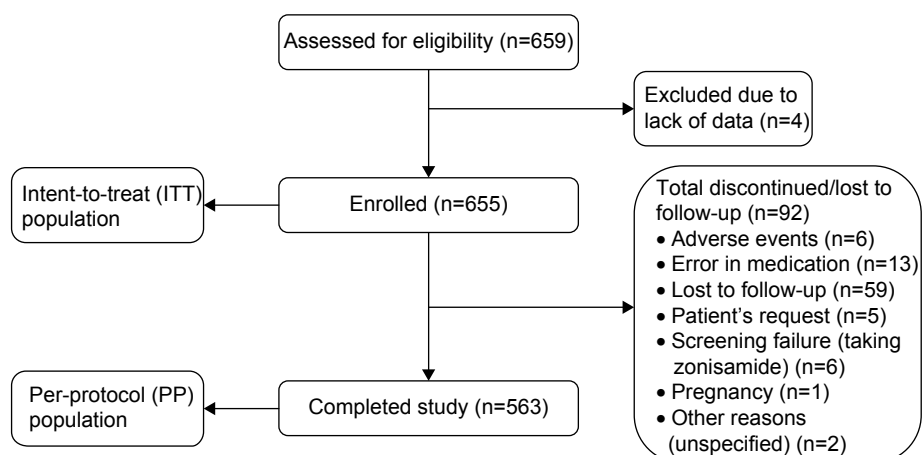 Assessed for eligibility (n=659)
Excluded due to
lack of data (n=4)
Intent-to-treat (ITT)
population
Enrolled (n=655)
Total discontinued/lost to
follow-up (n=92)
• Adverse events (n=6)
• Error in medication (n=13)
• Lost to follow-up (n=59)
• Patient’s request (n=5)
• Screening failure (taking
zonisamide) (n=6)
• Pregnancy (n=1)
• Other reasons
(unspecified) (n=2)
Per-protocol (PP)
population
Completed study (n=563)